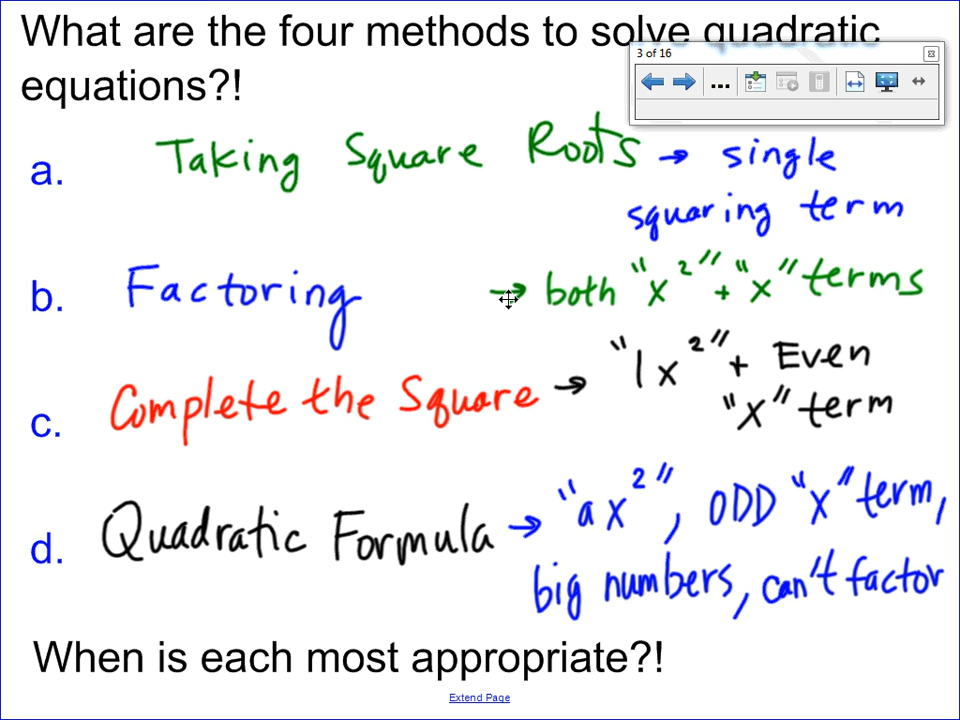 What are the four methods to solve quadratic
equations?!
3 of 16
...
a. Taking Square Roots → single
squaring term
b. Factoring → both "x²" + "x" terms
c. Complete the Square → "1x²" + Even
"x" term
d. Quadratic Formula → "ax²", ODD "x" term,
big numbers, can't factor
When is each most appropriate?!
Extend Page